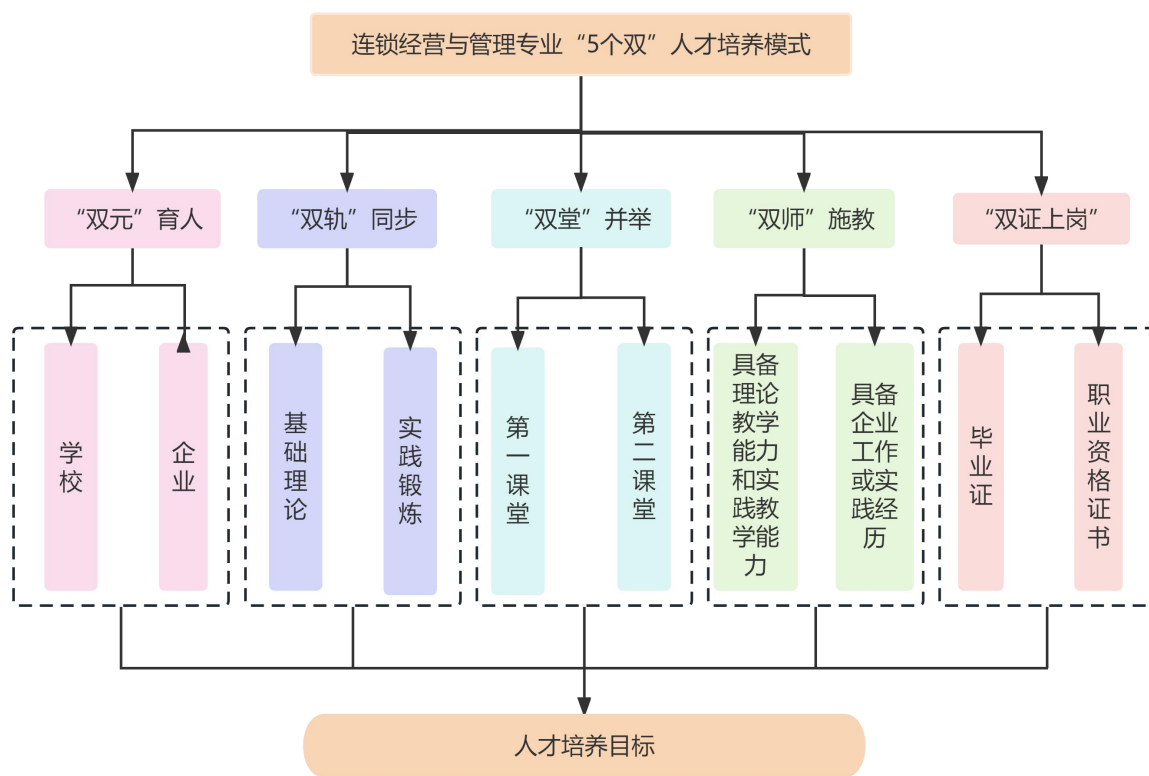 连锁经营与管理专业“5个双”人才培养模式
“双元”育人
“双轨”同步
“双堂”并举
“双师”施教
“双证上岗”
学校
企业
基础理论
实践锻炼
第一课堂
第二课堂
具备
理论
教学
能力
和实
践教
学能
力
具备
企业
工作
或实
践经
历
毕业证
职业资格证书
人才培养目标